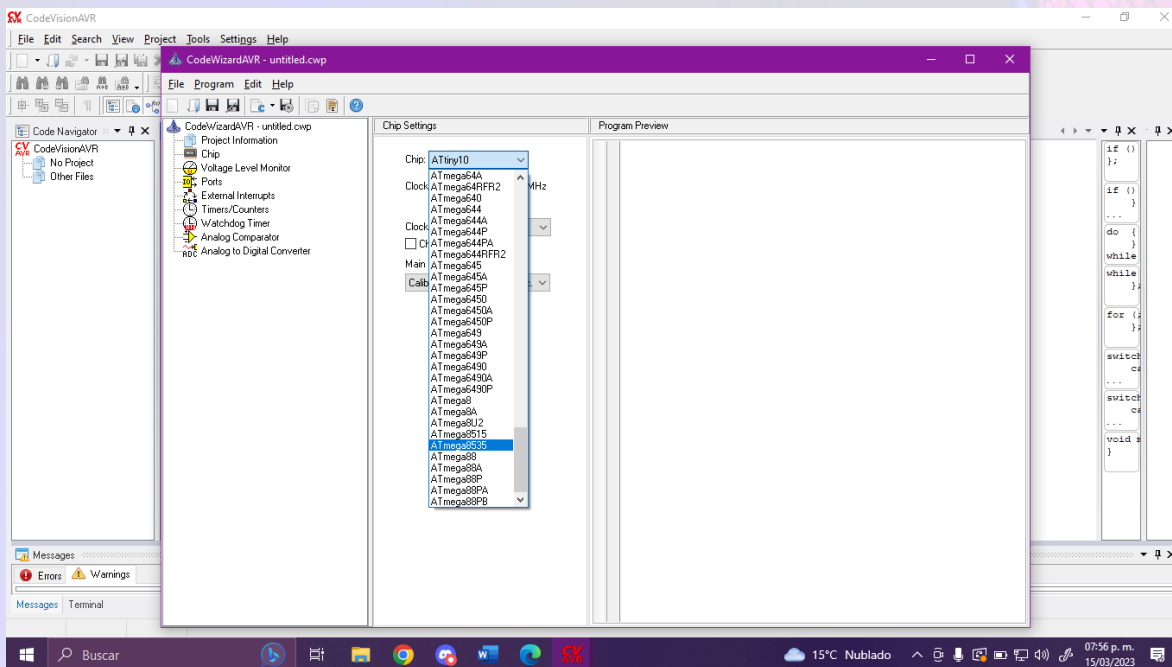 CodeVisionAVR
File Edit Search View Project Tools Settings Help
CodeWizardAVR - untitled.cwp
File Program Edit Help
Code Navigator
CodeVisionAVR
No Project
Other Files
CodeWizardAVR - untitled.cwp
Project Information
Chip
Voltage Level Monitor
Ports
External Interrupts
Timers/Counters
Watchdog Timer
Analog Comparator
Analog to Digital Converter
Chip Settings
Chip: ATtiny10
Clock MHz
Clock
Main
ATmega64A
ATmega64RFR2
ATmega640
ATmega644
ATmega644A
ATmega644P
ATmega644PA
ATmega644RFR2
ATmega645
ATmega645A
ATmega645P
ATmega6450
ATmega6450A
ATmega6450P
ATmega649
ATmega649A
ATmega649P
ATmega6490
ATmega6490A
ATmega6490P
ATmega8
ATmega8A
ATmega8U2
ATmega8515
ATmega8535
ATmega88
ATmega88A
ATmega88P
ATmega88PA
ATmega88PB
Program Preview
if ()
};
if ()
}
...
do {
}
while
while
};
for (;
};
switch
...
switch
...
void
}
Messages
Errors Warnings
Messages Terminal
Buscar
15°C Nublado
07:56 p. m.
15/03/2023